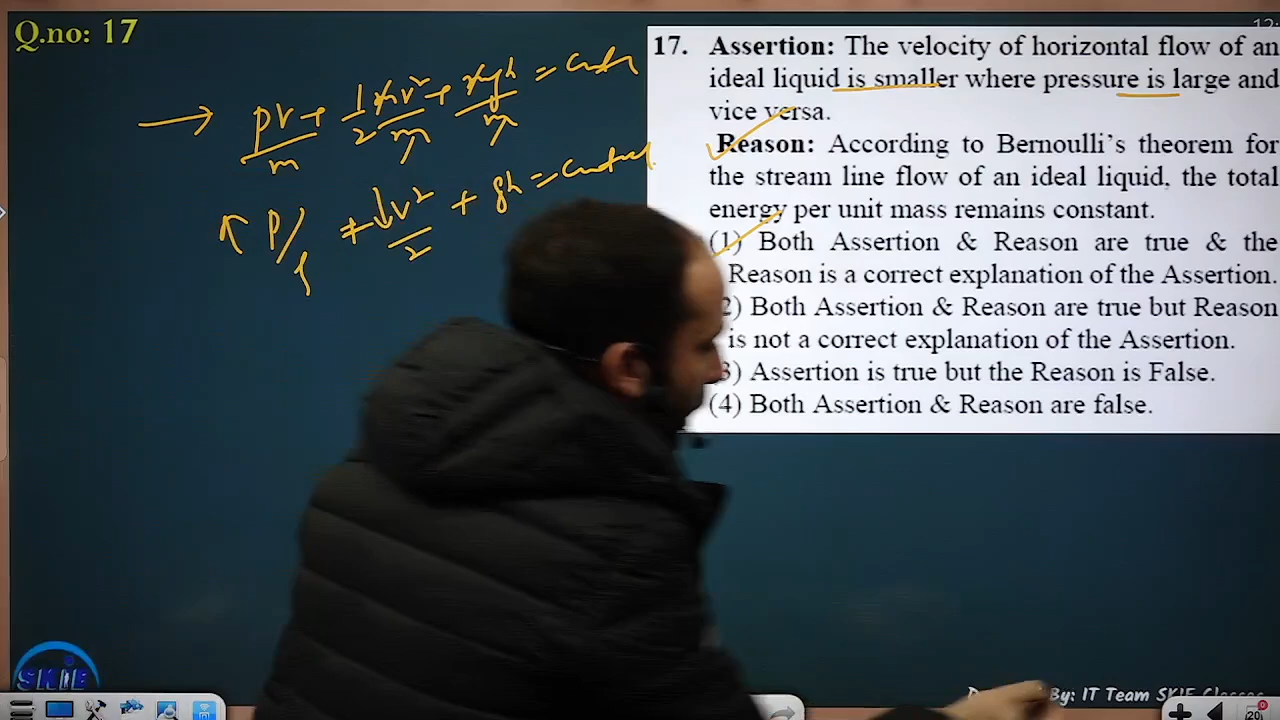 Q.no: 17
17. Assertion: The velocity of horizontal flow of an
ideal liquid is smaller where pressure is large and
vice versa.
Reason: According to Bernoulli's theorem for
the stream line flow of an ideal liquid, the total
energy per unit mass remains constant.
(1) Both Assertion & Reason are true & the
Reason is a correct explanation of the Assertion.
2) Both Assertion & Reason are true but Reason
is not a correct explanation of the Assertion.
3) Assertion is true but the Reason is False.
(4) Both Assertion & Reason are false.
SKIE
By: IT Team SKIE Classes